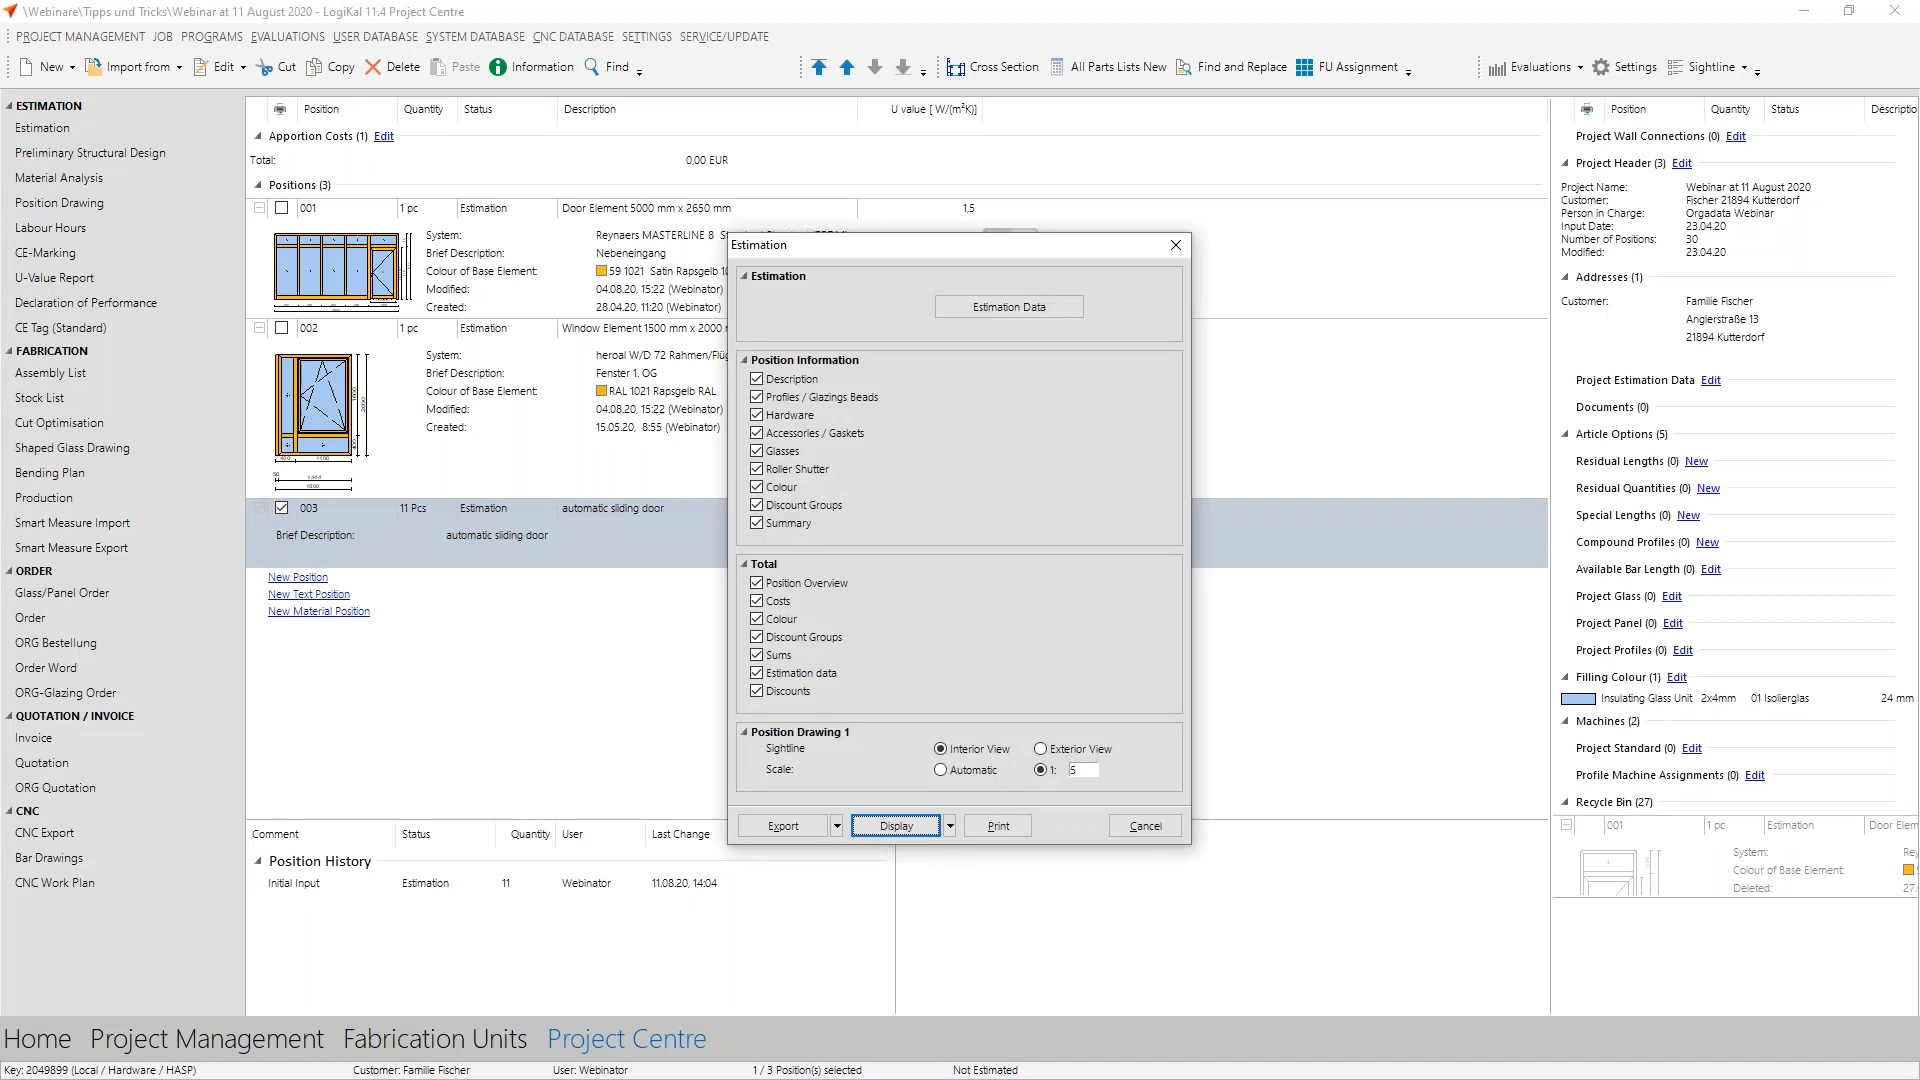 \Webinare\Tipps und Tricks\Webinar at 11 August 2020 - LogiKal 11.4 Project Centre
PROJECT MANAGEMENT JOB PROGRAMS EVALUATIONS USER DATABASE SYSTEM DATABASE CNC DATABASE SETTINGS SERVICE/UPDATE
New Import from Edit Cut Copy Delete Paste Information Find Cross Section All Parts Lists New Find and Replace FU Assignment Evaluations Settings Sightline
ESTIMATION
Estimation
Preliminary Structural Design
Material Analysis
Position Drawing
Labour Hours
CE-Marking
U-Value Report
Declaration of Performance
CE Tag (Standard)
FABRICATION
Assembly List
Stock List
Cut Optimisation
Shaped Glass Drawing
Bending Plan
Production
Smart Measure Import
Smart Measure Export
ORDER
Glass/Panel Order
Order
ORG Bestellung
Order Word
ORG-Glazing Order
QUOTATION / INVOICE
Invoice
Quotation
ORG Quotation
CNC
CNC Export
Bar Drawings
CNC Work Plan
Position Quantity Status Description U value [ W/(m²K)]
Apportion Costs (1) Edit
Total: 0,00 EUR
Positions (3)
001 1 pc Estimation Door Element 5000 mm x 2650 mm 1,5
System: Reynaers MASTERLINE 8
Brief Description: Nebeneingang
Colour of Base Element: 59 1021 Satin Rapsgelb
Modified: 04.08.20, 15:22 (Webinator)
Created: 28.04.20, 11:20 (Webinator)
002 1 pc Estimation Window Element 1500 mm x 2000
System: heroal W/D 72 Rahmen/Flüg
Brief Description: Fenster 1. OG
Colour of Base Element: RAL 1021 Rapsgelb RAL
Modified: 04.08.20, 15:22 (Webinator)
Created: 15.05.20, 8:55 (Webinator)
003 11 Pcs Estimation automatic sliding door
Brief Description: automatic sliding door
New Position
New Text Position
New Material Position
Comment Status Quantity User Last Change
Position History
Initial Input Estimation 11 Webinator 11.08.20, 14:04
Estimation
Estimation
Estimation Data
Position Information
Description
Profiles / Glazings Beads
Hardware
Accessories / Gaskets
Glasses
Roller Shutter
Colour
Discount Groups
Summary
Total
Position Overview
Costs
Colour
Discount Groups
Sums
Estimation data
Discounts
Position Drawing 1
Sightline Interior View Exterior View
Scale: Automatic 1: 5
Export Display Print Cancel
Position Quantity Status Descriptio
Project Wall Connections (0) Edit
Project Header (3) Edit
Project Name: Webinar at 11 August 2020
Customer: Fischer 21894 Kutterdorf
Person in Charge: Orgadata Webinar
Input Date: 23.04.20
Number of Positions: 30
Modified: 23.04.20
Addresses (1)
Customer: Familie Fischer
Anglerstraße 13
21894 Kutterdorf
Project Estimation Data Edit
Documents (0)
Article Options (5)
Residual Lengths (0) New
Residual Quantities (0) New
Special Lengths (0) New
Compound Profiles (0) New
Available Bar Length (0) Edit
Project Glass (0) Edit
Project Panel (0) Edit
Project Profiles (0) Edit
Filling Colour (1) Edit
Insulating Glass Unit 2x4mm 01 Isolierglas 24 mm
Machines (2)
Project Standard (0) Edit
Profile Machine Assignments (0) Edit
Recycle Bin (27)
001 1 pc Estimation Door Elem
System: Rey
Colour of Base Element:
Deleted: 27.
Home Project Management Fabrication Units Project Centre
Key: 2049899 (Local / Hardware / HASP) Customer: Familie Fischer User: Webinator 1 / 3 Position(s) selected Not Estimated